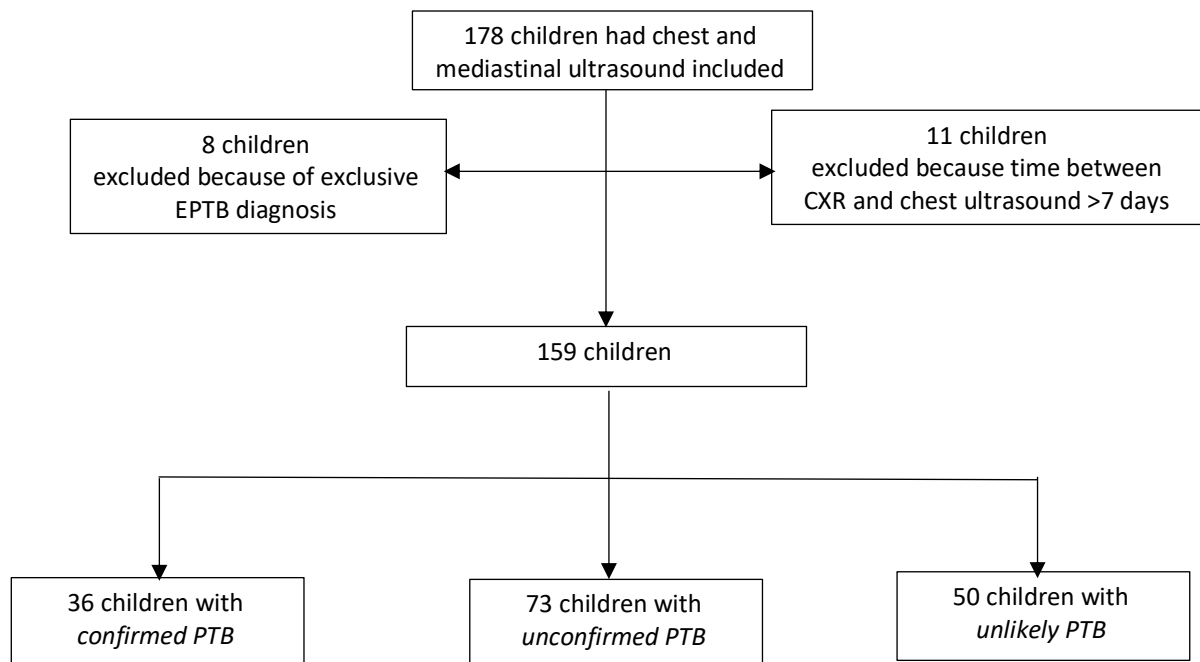 178 children had chest and
mediastinal ultrasound included
8 children
excluded because of exclusive
EPTB diagnosis
11 children
excluded because time between
CXR and chest ultrasound >7 days
159 children
36 children with
confirmed PTB
73 children with
unconfirmed PTB
50 children with
unlikely PTB